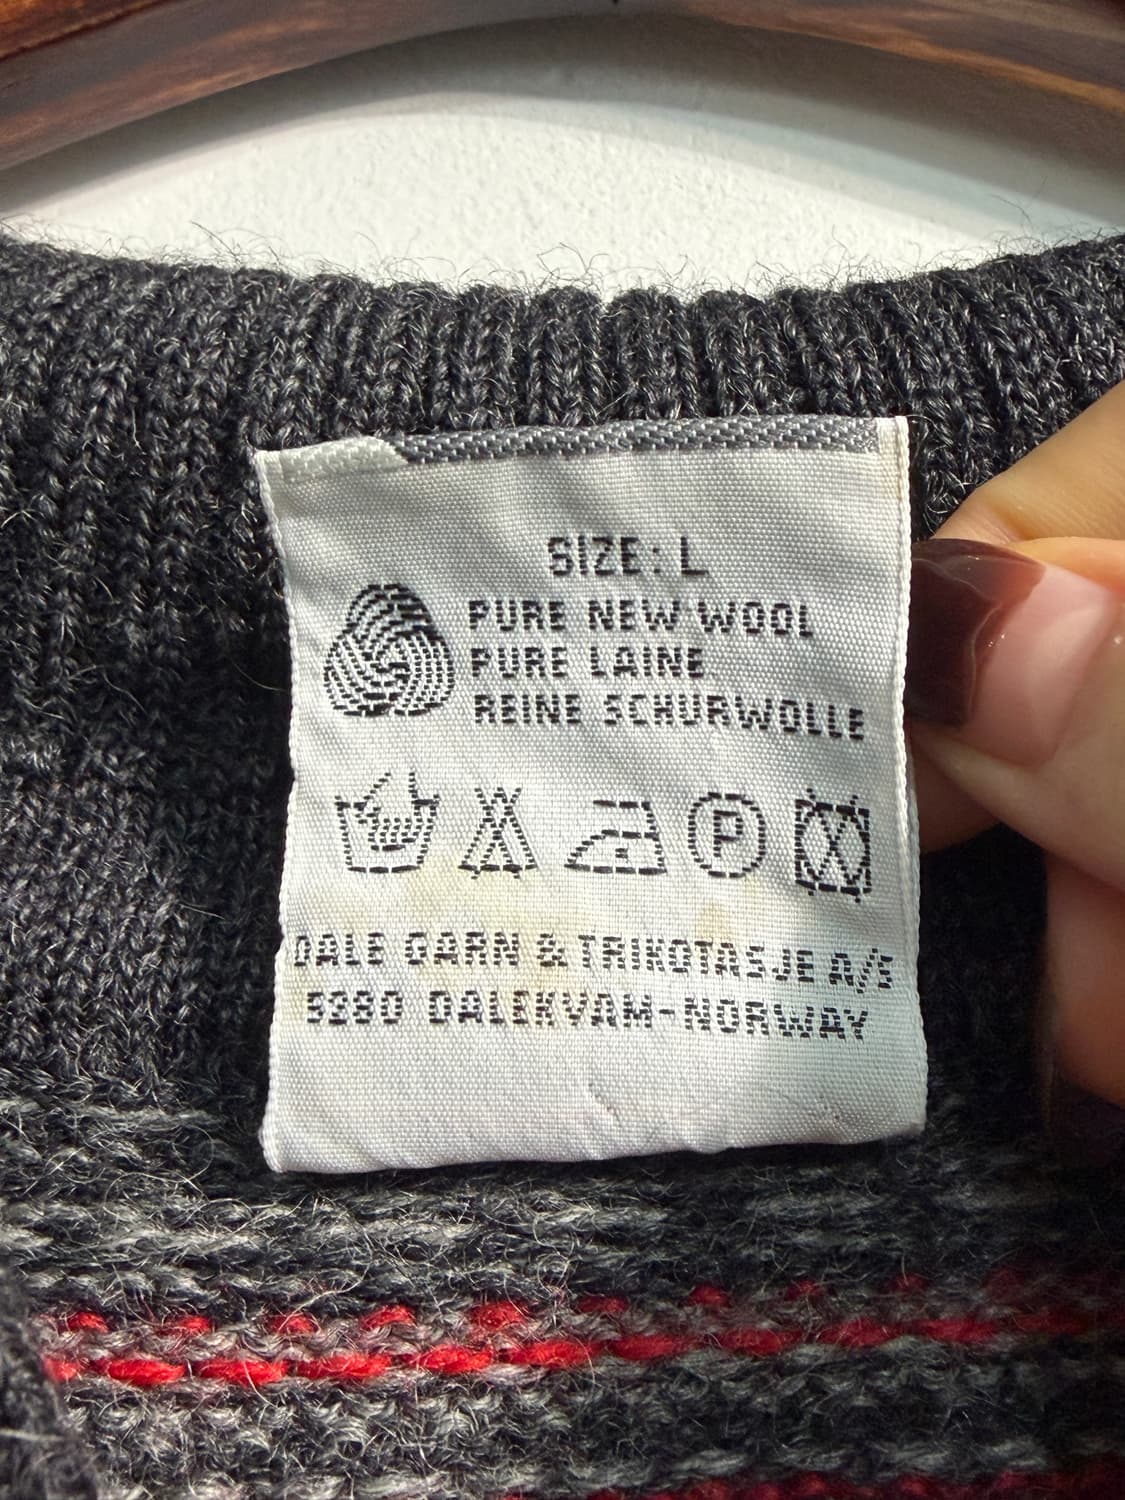 SIZE: L
PURE NEW WOOL
PURE LAINE
REINE SCHURWOLLE
P
DALE GARN & TRIKOTASJE A/S
5280 DALEKVAM-NORWAY